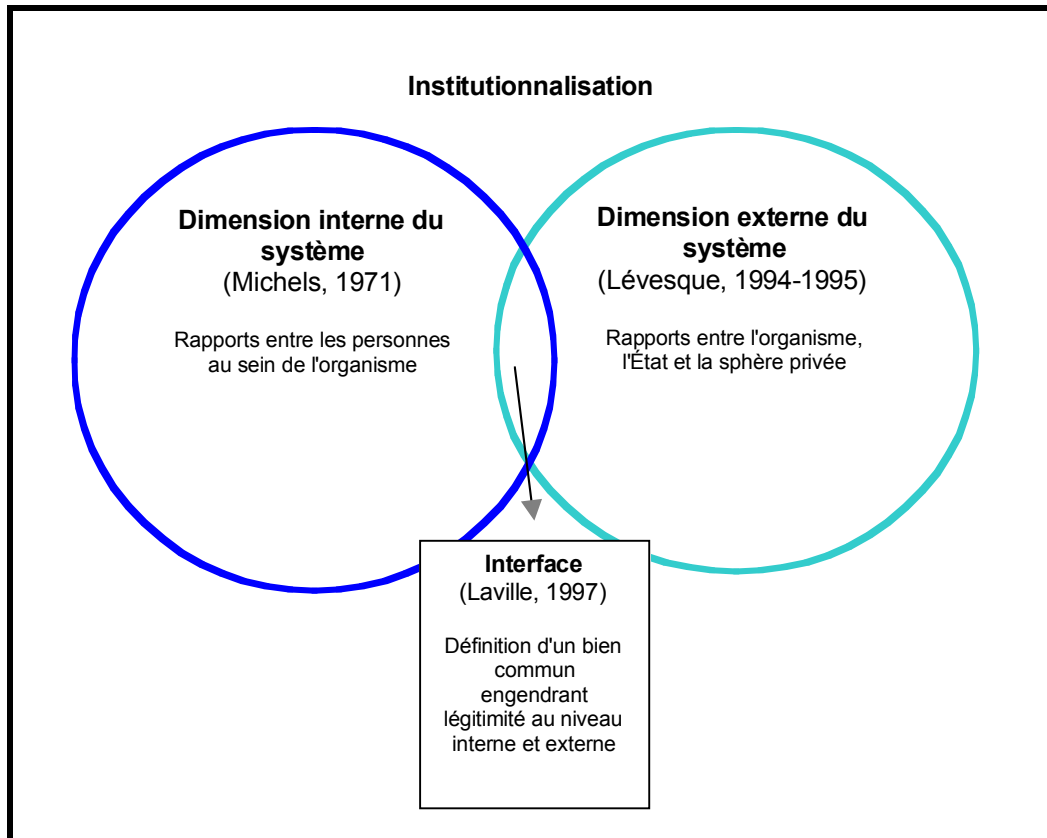 Institutionnalisation
Dimension interne du
système
(Michels, 1971)
Rapports entre les personnes
au sein de l'organisme
Dimension externe du
système
(Lévesque, 1994-1995)
Rapports entre l'organisme,
l'État et la sphère privée
Interface
(Laville, 1997)
Définition d'un bien
commun
engendrant
légitimité au niveau
interne et externe